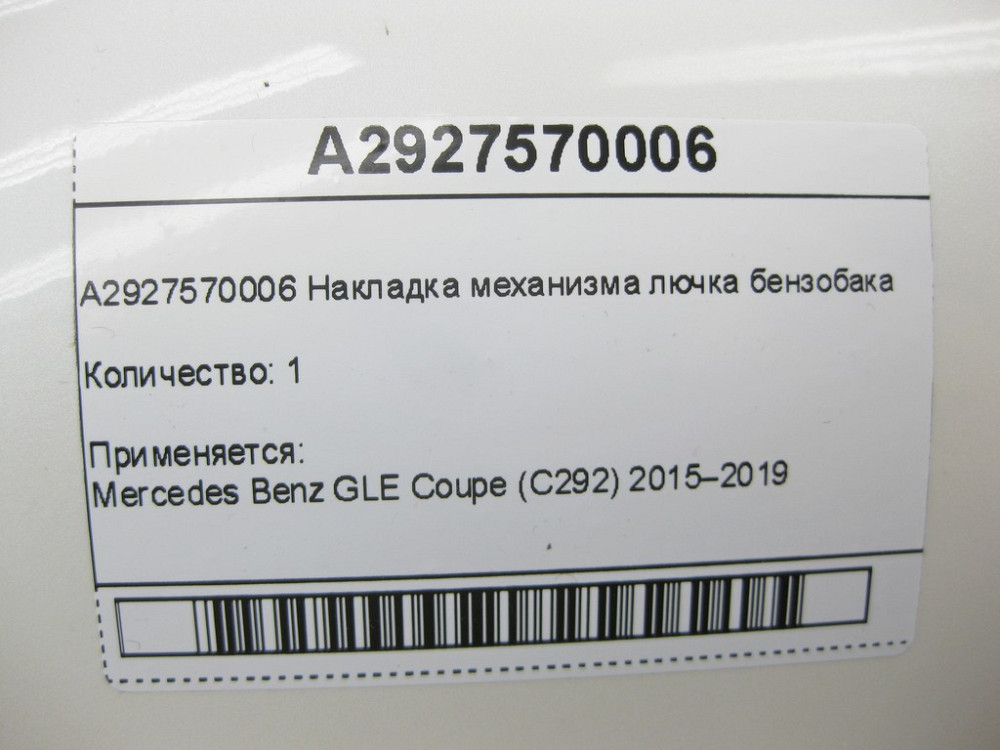 A2927570006
A2927570006 Накладка механизма лючка бензобака
Количество: 1
Применяется:
Mercedes Benz GLE Coupe (C292) 2015–2019